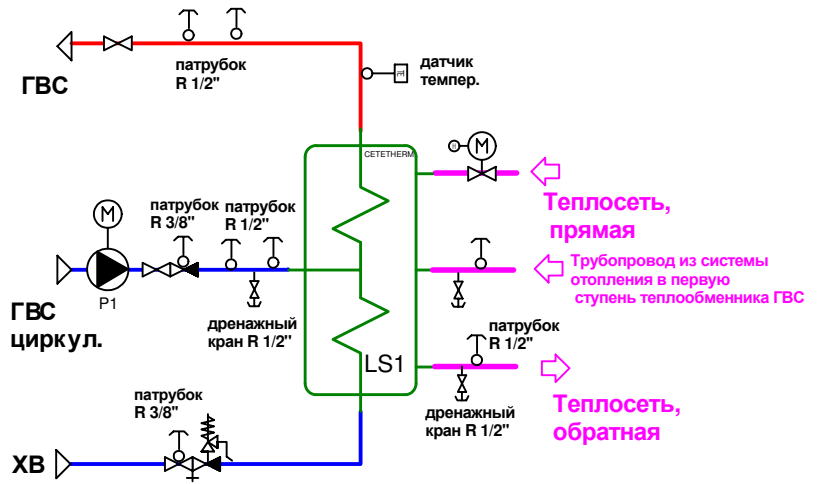 патрубок
R 1/2"
датчик
темпер.
ГВС
CETETHERM
M
Теплосеть,
прямая
патрубок
R 3/8"
патрубок
R 1/2"
M
P1
Трубопровод из системы
отопления в первую
ступень теплообменника ГВС
ГВС
циркул.
дренажный
кран R 1/2"
патрубок
R 1/2"
LS1
патрубок
R 3/8"
дренажный
кран R 1/2"
Теплосеть,
обратная
ХВ